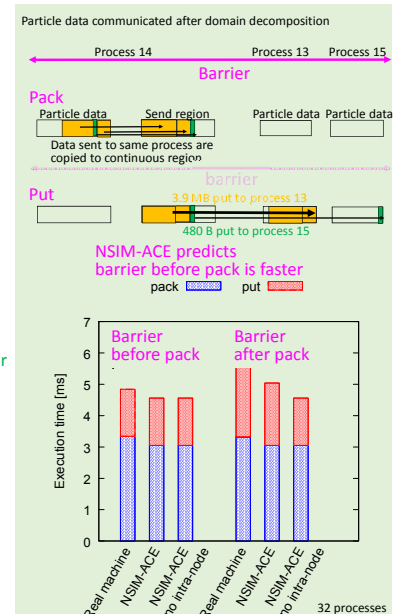 Particle data communicated after domain decomposition
Process 14 Process 13 Process 15
Barrier
Pack
Particle data Send region Particle data Particle data
Data sent to same process are
copied to continuous region
barrier
Put
3.9 MB put to process 13
480 B put to process 15
NSIM-ACE predicts
barrier before pack is faster
pack put
Barrier before pack
Barrier after pack
Execution time [ms]
7
6
5
4
3
2
1
0
Real machine
NSIM-ACE
NSIM-ACE
no intra-node
Real machine
NSIM-ACE
NSIM-ACE
no intra-node
32 processes